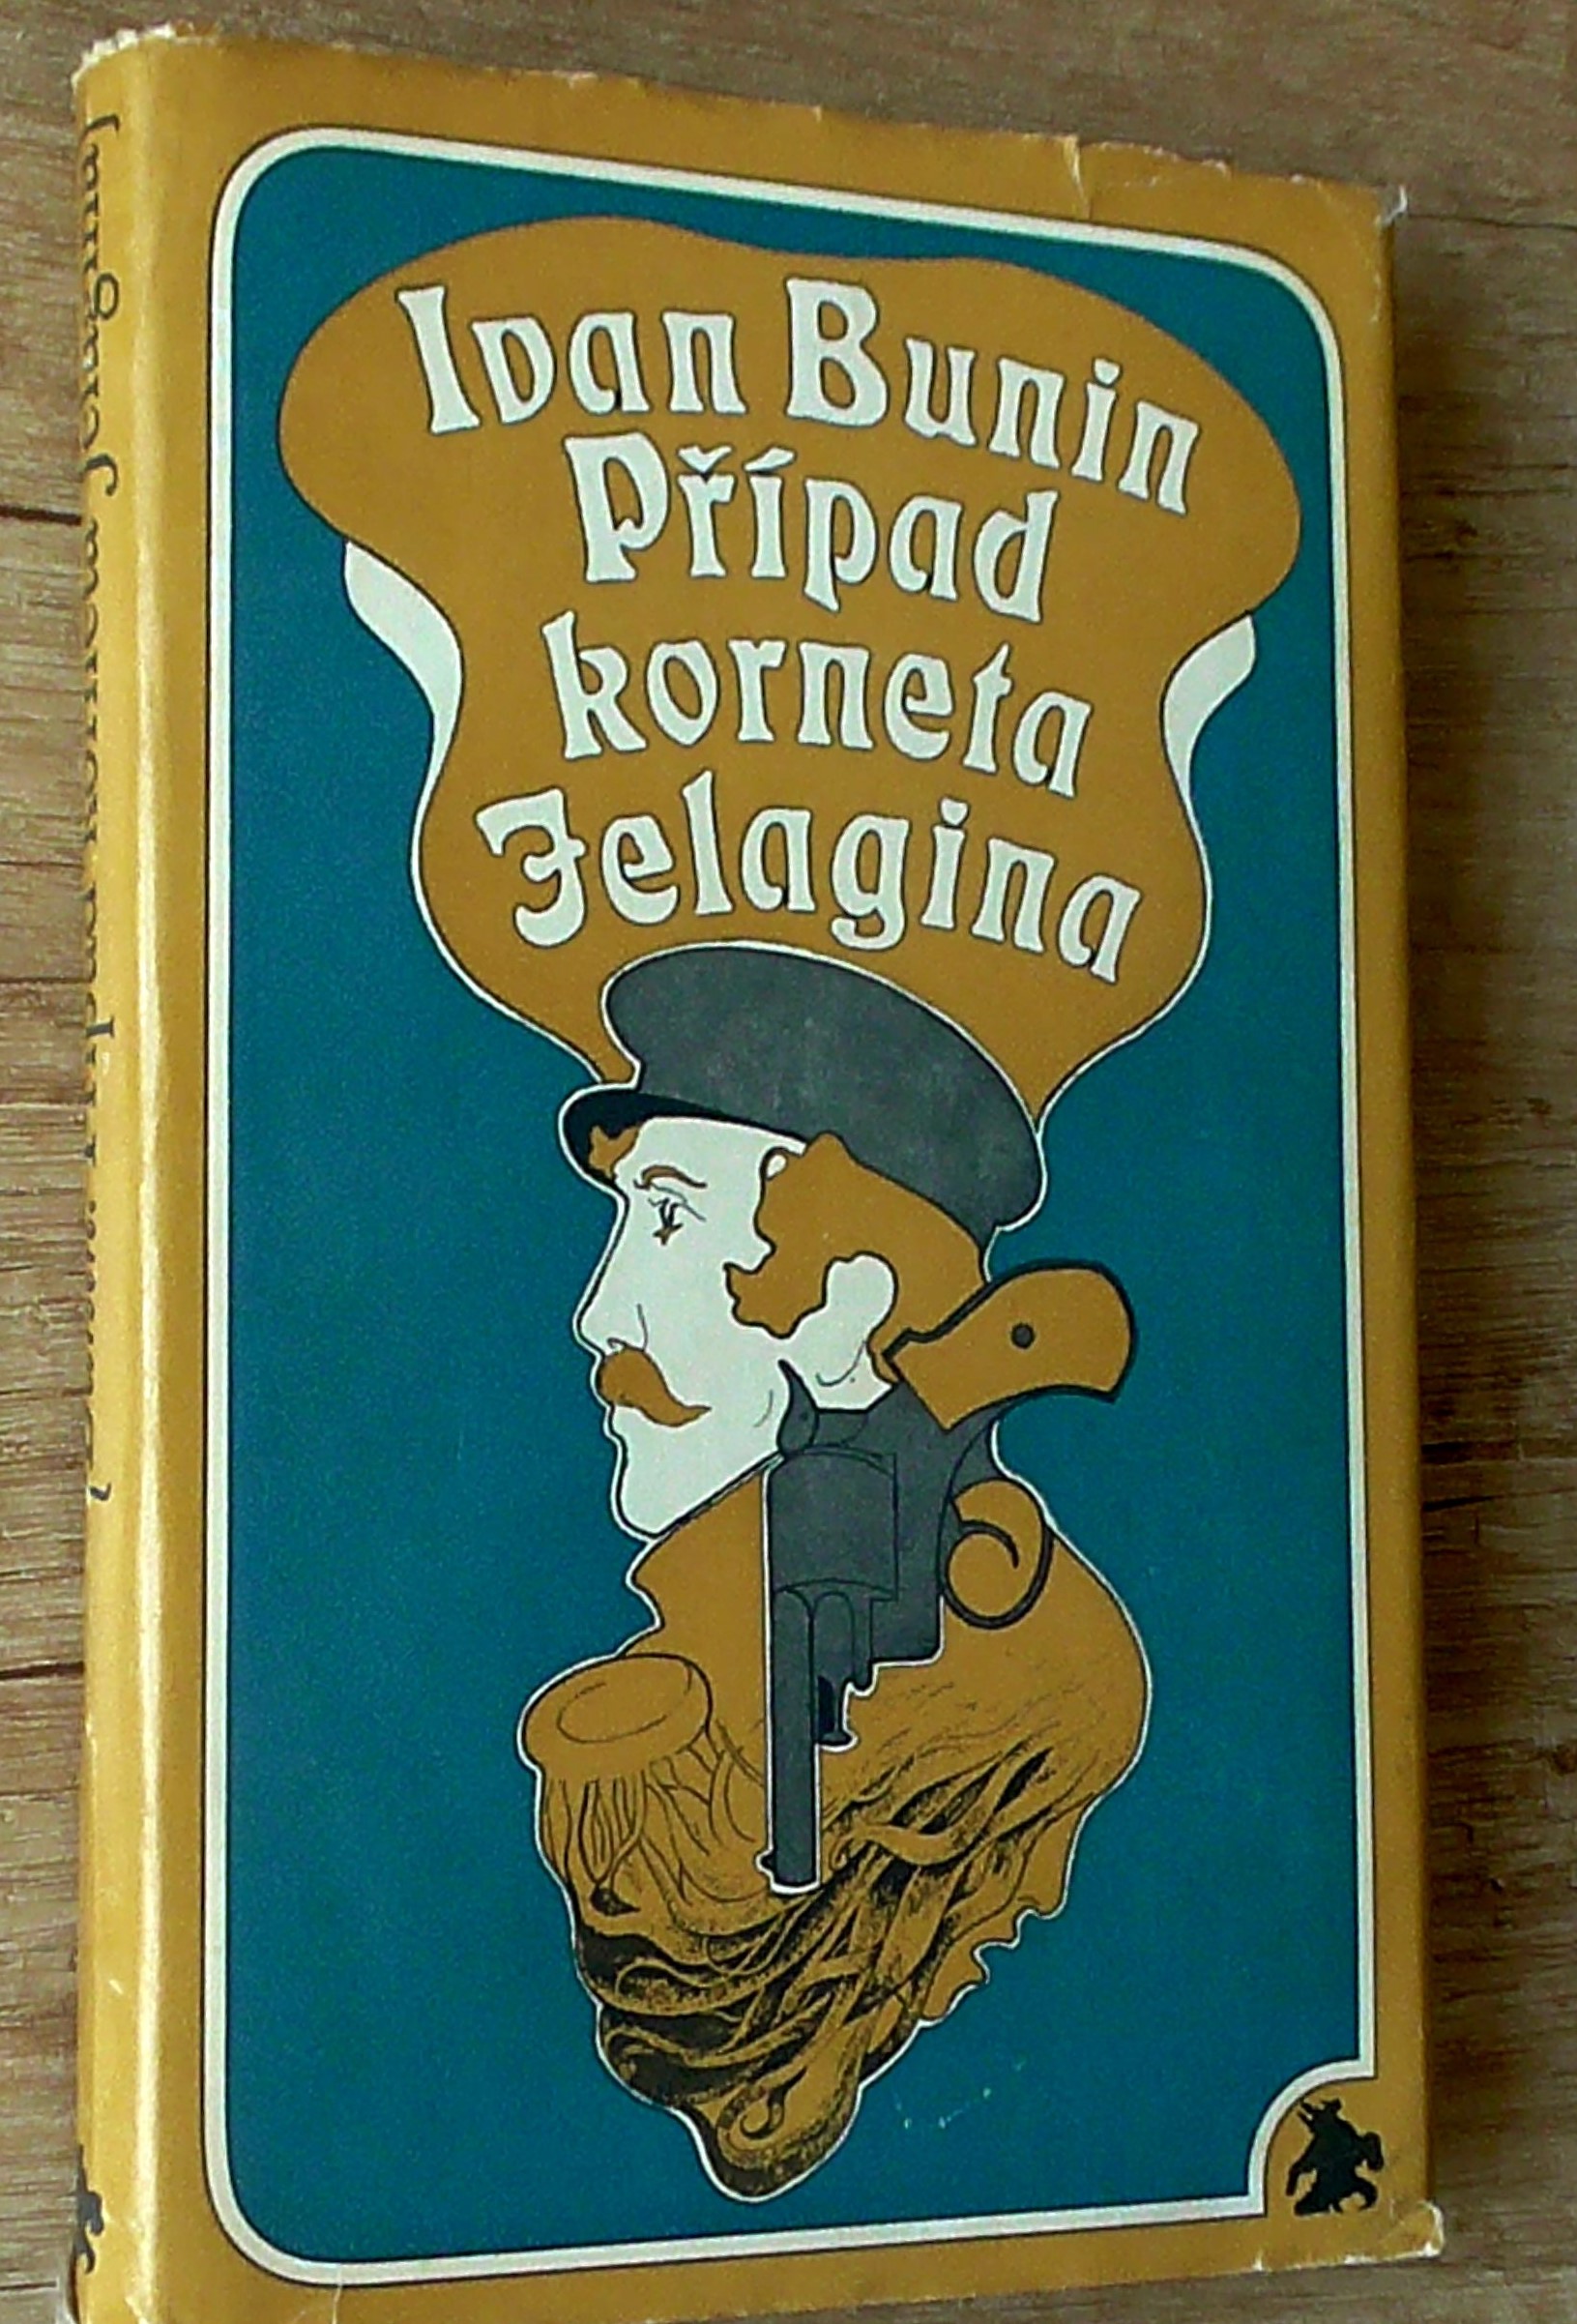 Ivan Bunin
Případ
korneta
Jelagina